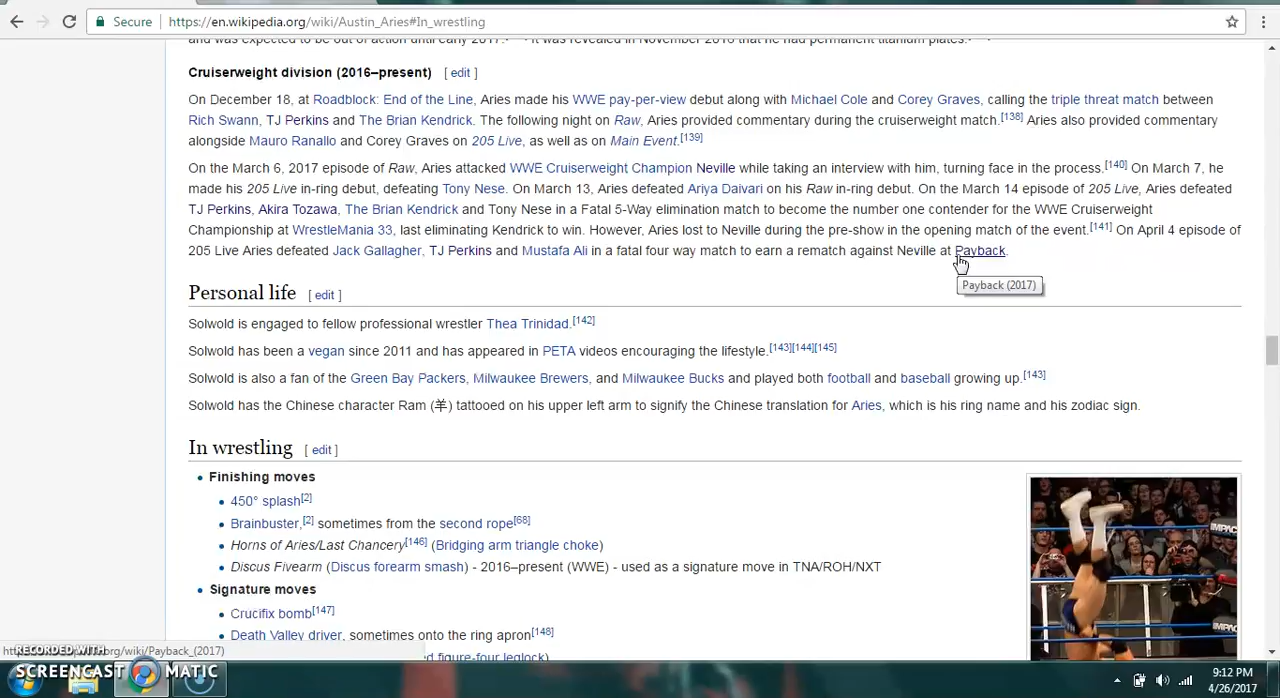 Secure https://en.wikipedia.org/wiki/Austin_Aries#In_wrestling
and was expected to be out of action until early 2017. It was revealed in November 2016 that he had permanent titanium plates.
Cruiserweight division (2016–present) [ edit ]
On December 18, at Roadblock: End of the Line, Aries made his WWE pay-per-view debut along with Michael Cole and Corey Graves, calling the triple threat match between
Rich Swann, TJ Perkins and The Brian Kendrick. The following night on Raw, Aries provided commentary during the cruiserweight match.[138] Aries also provided commentary
alongside Mauro Ranallo and Corey Graves on 205 Live, as well as on Main Event.[139]
On the March 6, 2017 episode of Raw, Aries attacked WWE Cruiserweight Champion Neville while taking an interview with him, turning face in the process.[140] On March 7, he
made his 205 Live in-ring debut, defeating Tony Nese. On March 13, Aries defeated Ariya Daivari on his Raw in-ring debut. On the March 14 episode of 205 Live, Aries defeated
TJ Perkins, Akira Tozawa, The Brian Kendrick and Tony Nese in a Fatal 5-Way elimination match to become the number one contender for the WWE Cruiserweight
Championship at WrestleMania 33, last eliminating Kendrick to win. However, Aries lost to Neville during the pre-show in the opening match of the event.[141] On April 4 episode of
205 Live Aries defeated Jack Gallagher, TJ Perkins and Mustafa Ali in a fatal four way match to earn a rematch against Neville at Payback.
Payback (2017)
Personal life [ edit ]
Solwold is engaged to fellow professional wrestler Thea Trinidad.[142]
Solwold has been a vegan since 2011 and has appeared in PETA videos encouraging the lifestyle.[143][144][145]
Solwold is also a fan of the Green Bay Packers, Milwaukee Brewers, and Milwaukee Bucks and played both football and baseball growing up.[143]
Solwold has the Chinese character Ram (羊) tattooed on his upper left arm to signify the Chinese translation for Aries, which is his ring name and his zodiac sign.
In wrestling [ edit ]
• Finishing moves
• 450° splash[2]
• Brainbuster,[2] sometimes from the second rope[68]
• Horns of Aries/Last Chancery[146] (Bridging arm triangle choke)
• Discus Fivearm (Discus forearm smash) - 2016–present (WWE) - used as a signature move in TNA/ROH/NXT
• Signature moves
• Crucifix bomb[147]
• Death Valley driver, sometimes onto the ring apron[148]
d figure-four leglock)
IMPACT
org/wiki/Payback_(2017)
RECORDED WITH
SCREENCAST MATIC
9:12 PM
4/26/2017